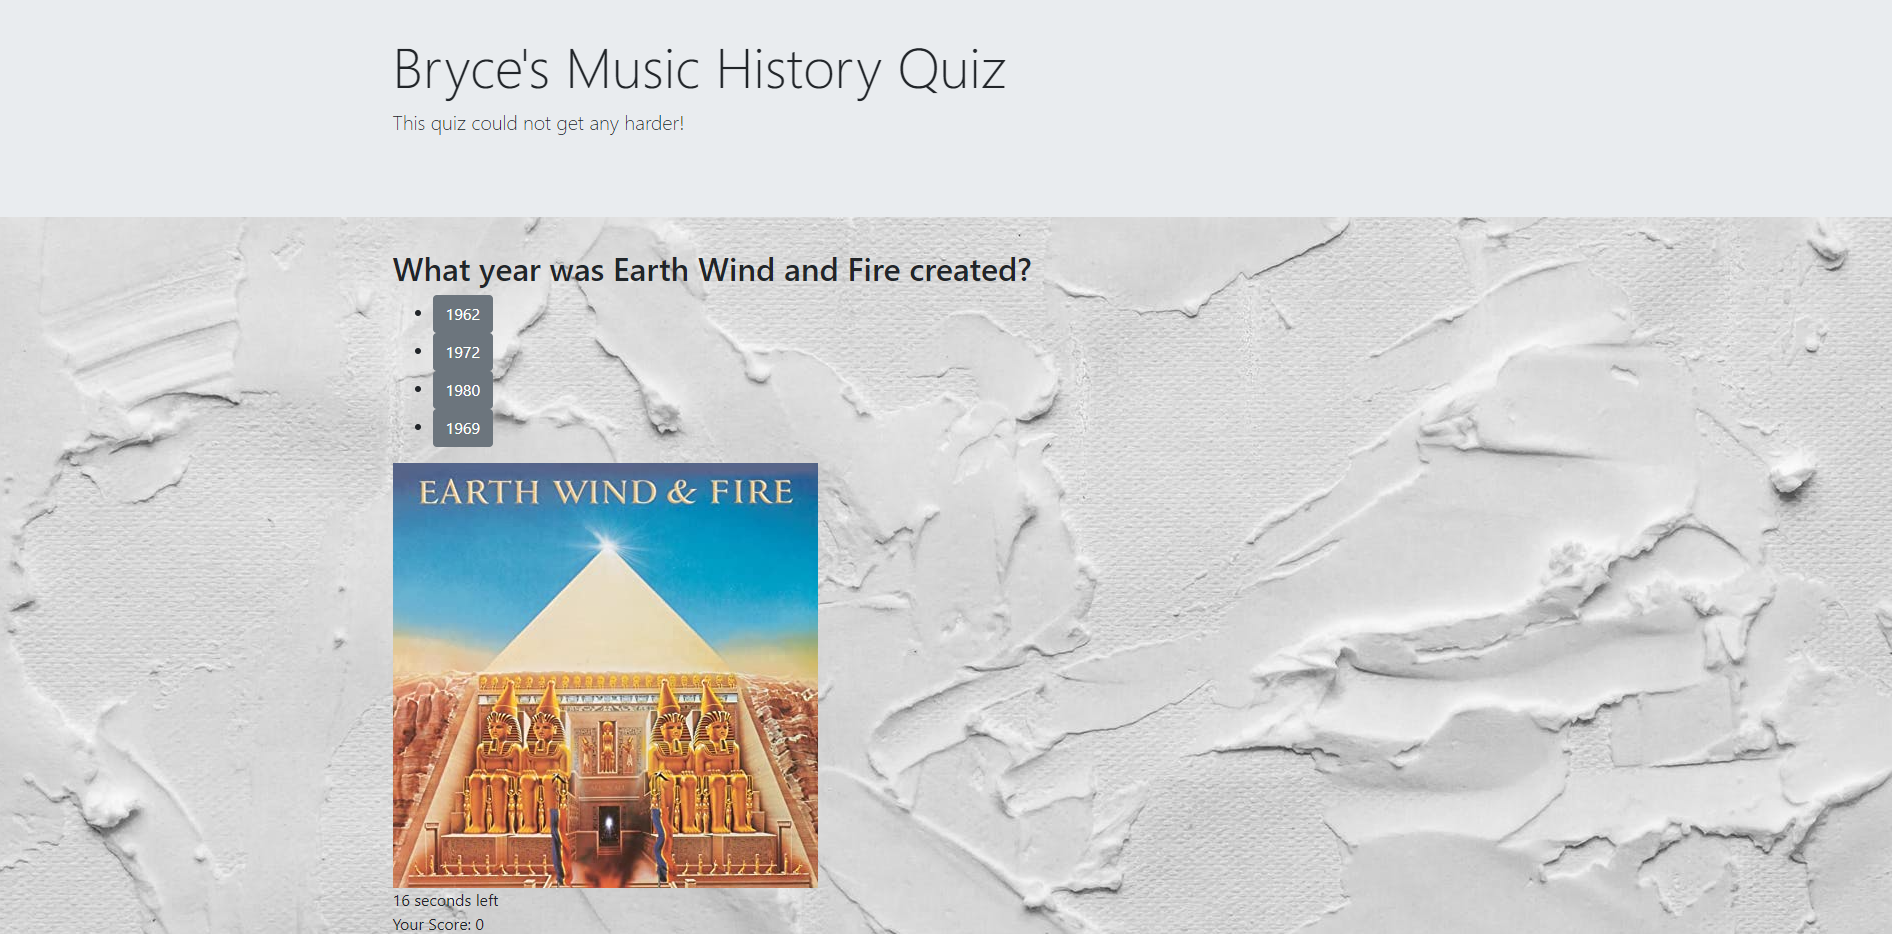 Bryce's Music History Quiz
This quiz could not get any harder!
What year was Earth Wind and Fire created?
1962
1972
1980
1969
EARTH WIND & FIRE
16 seconds left
Your Score: 0